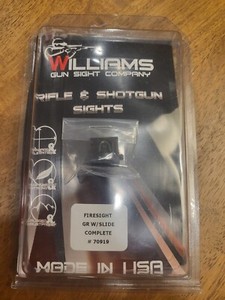 WILLIAMS
GUN SIGHT COMPANY
RIFLE & SHOTGUN
SIGHTS
FIRESIGHT
GR W/SLIDE
COMPLETE
# 70919
MADE IN USA